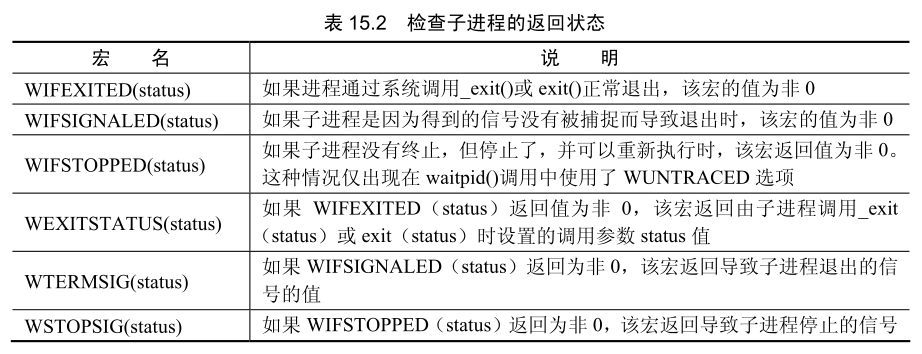 表 15.2 检查子进程的返回状态
宏 名 说 明
WIFEXITED(status) 如果进程通过系统调用_exit()或 exit()正常退出，该宏的值为非 0
WIFSIGNALED(status) 如果子进程是因为得到的信号没有被捕捉而导致退出时，该宏的值为非 0
WIFSTOPPED(status) 如果子进程没有终止，但停止了，并可以重新执行时，该宏返回值为非 0。
这种情况仅出现在 waitpid()调用中使用了 WUNTRACED 选项
WEXITSTATUS(status) 如果 WIFEXITED（status）返回值为非 0，该宏返回由子进程调用_exit
（status）或 exit（status）时设置的调用参数 status 值
WTERMSIG(status) 如果 WIFSIGNALED（status）返回为非 0，该宏返回导致子进程退出的信
号的值
WSTOPSIG(status) 如果 WIFSTOPPED（status）返回为非 0，该宏返回导致子进程停止的信号